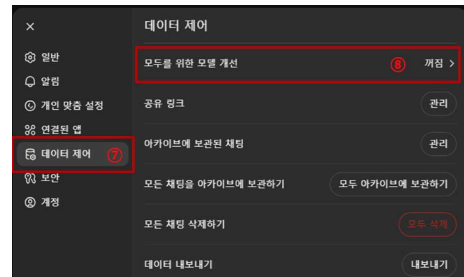 ×
데이터 제어
일반
알림
개인 맞춤 설정
연결된 앱
데이터 제어 ⑦
보안
계정
모두를 위한 모델 개선 ⑧ 꺼짐 >
공유 링크 관리
아카이브에 보관된 채팅 관리
모든 채팅을 아카이브에 보관하기 모두 아카이브에 보관하기
모든 채팅 삭제하기 모두 삭제
데이터 내보내기 내보내기